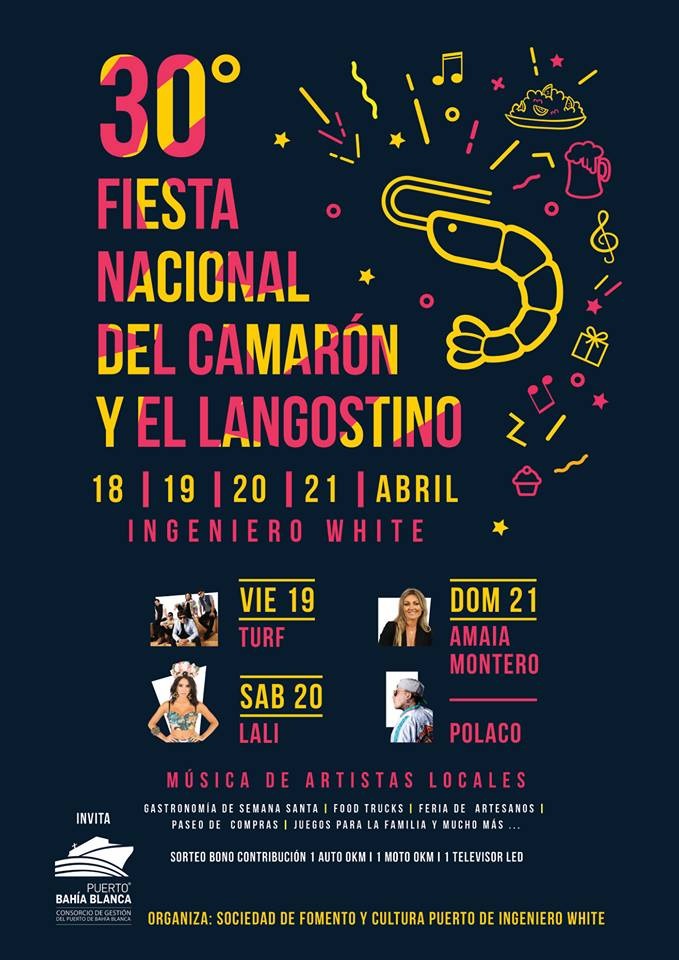 30°
FIESTA
NACIONAL
DEL CAMARÓN
Y EL LANGOSTINO
18 | 19 | 20 | 21 | ABRIL
INGENIERO WHITE
VIE 19
TURF
SAB 20
LALI
DOM 21
AMAIA
MONTERO
POLACO
MÚSICA DE ARTISTAS LOCALES
GASTRONOMÍA DE SEMANA SANTA | FOOD TRUCKS | FERIA DE ARTESANOS |
PASEO DE COMPRAS | JUEGOS PARA LA FAMILIA Y MUCHO MÁS ...
SORTEO BONO CONTRIBUCIÓN 1 AUTO 0KM I 1 MOTO 0KM I 1 TELEVISOR LED
INVITA
PUERTO®
BAHÍA BLANCA
CONSORCIO DE GESTIÓN
DEL PUERTO DE BAHÍA BLANCA
ORGANIZA: SOCIEDAD DE FOMENTO Y CULTURA PUERTO DE INGENIERO WHITE